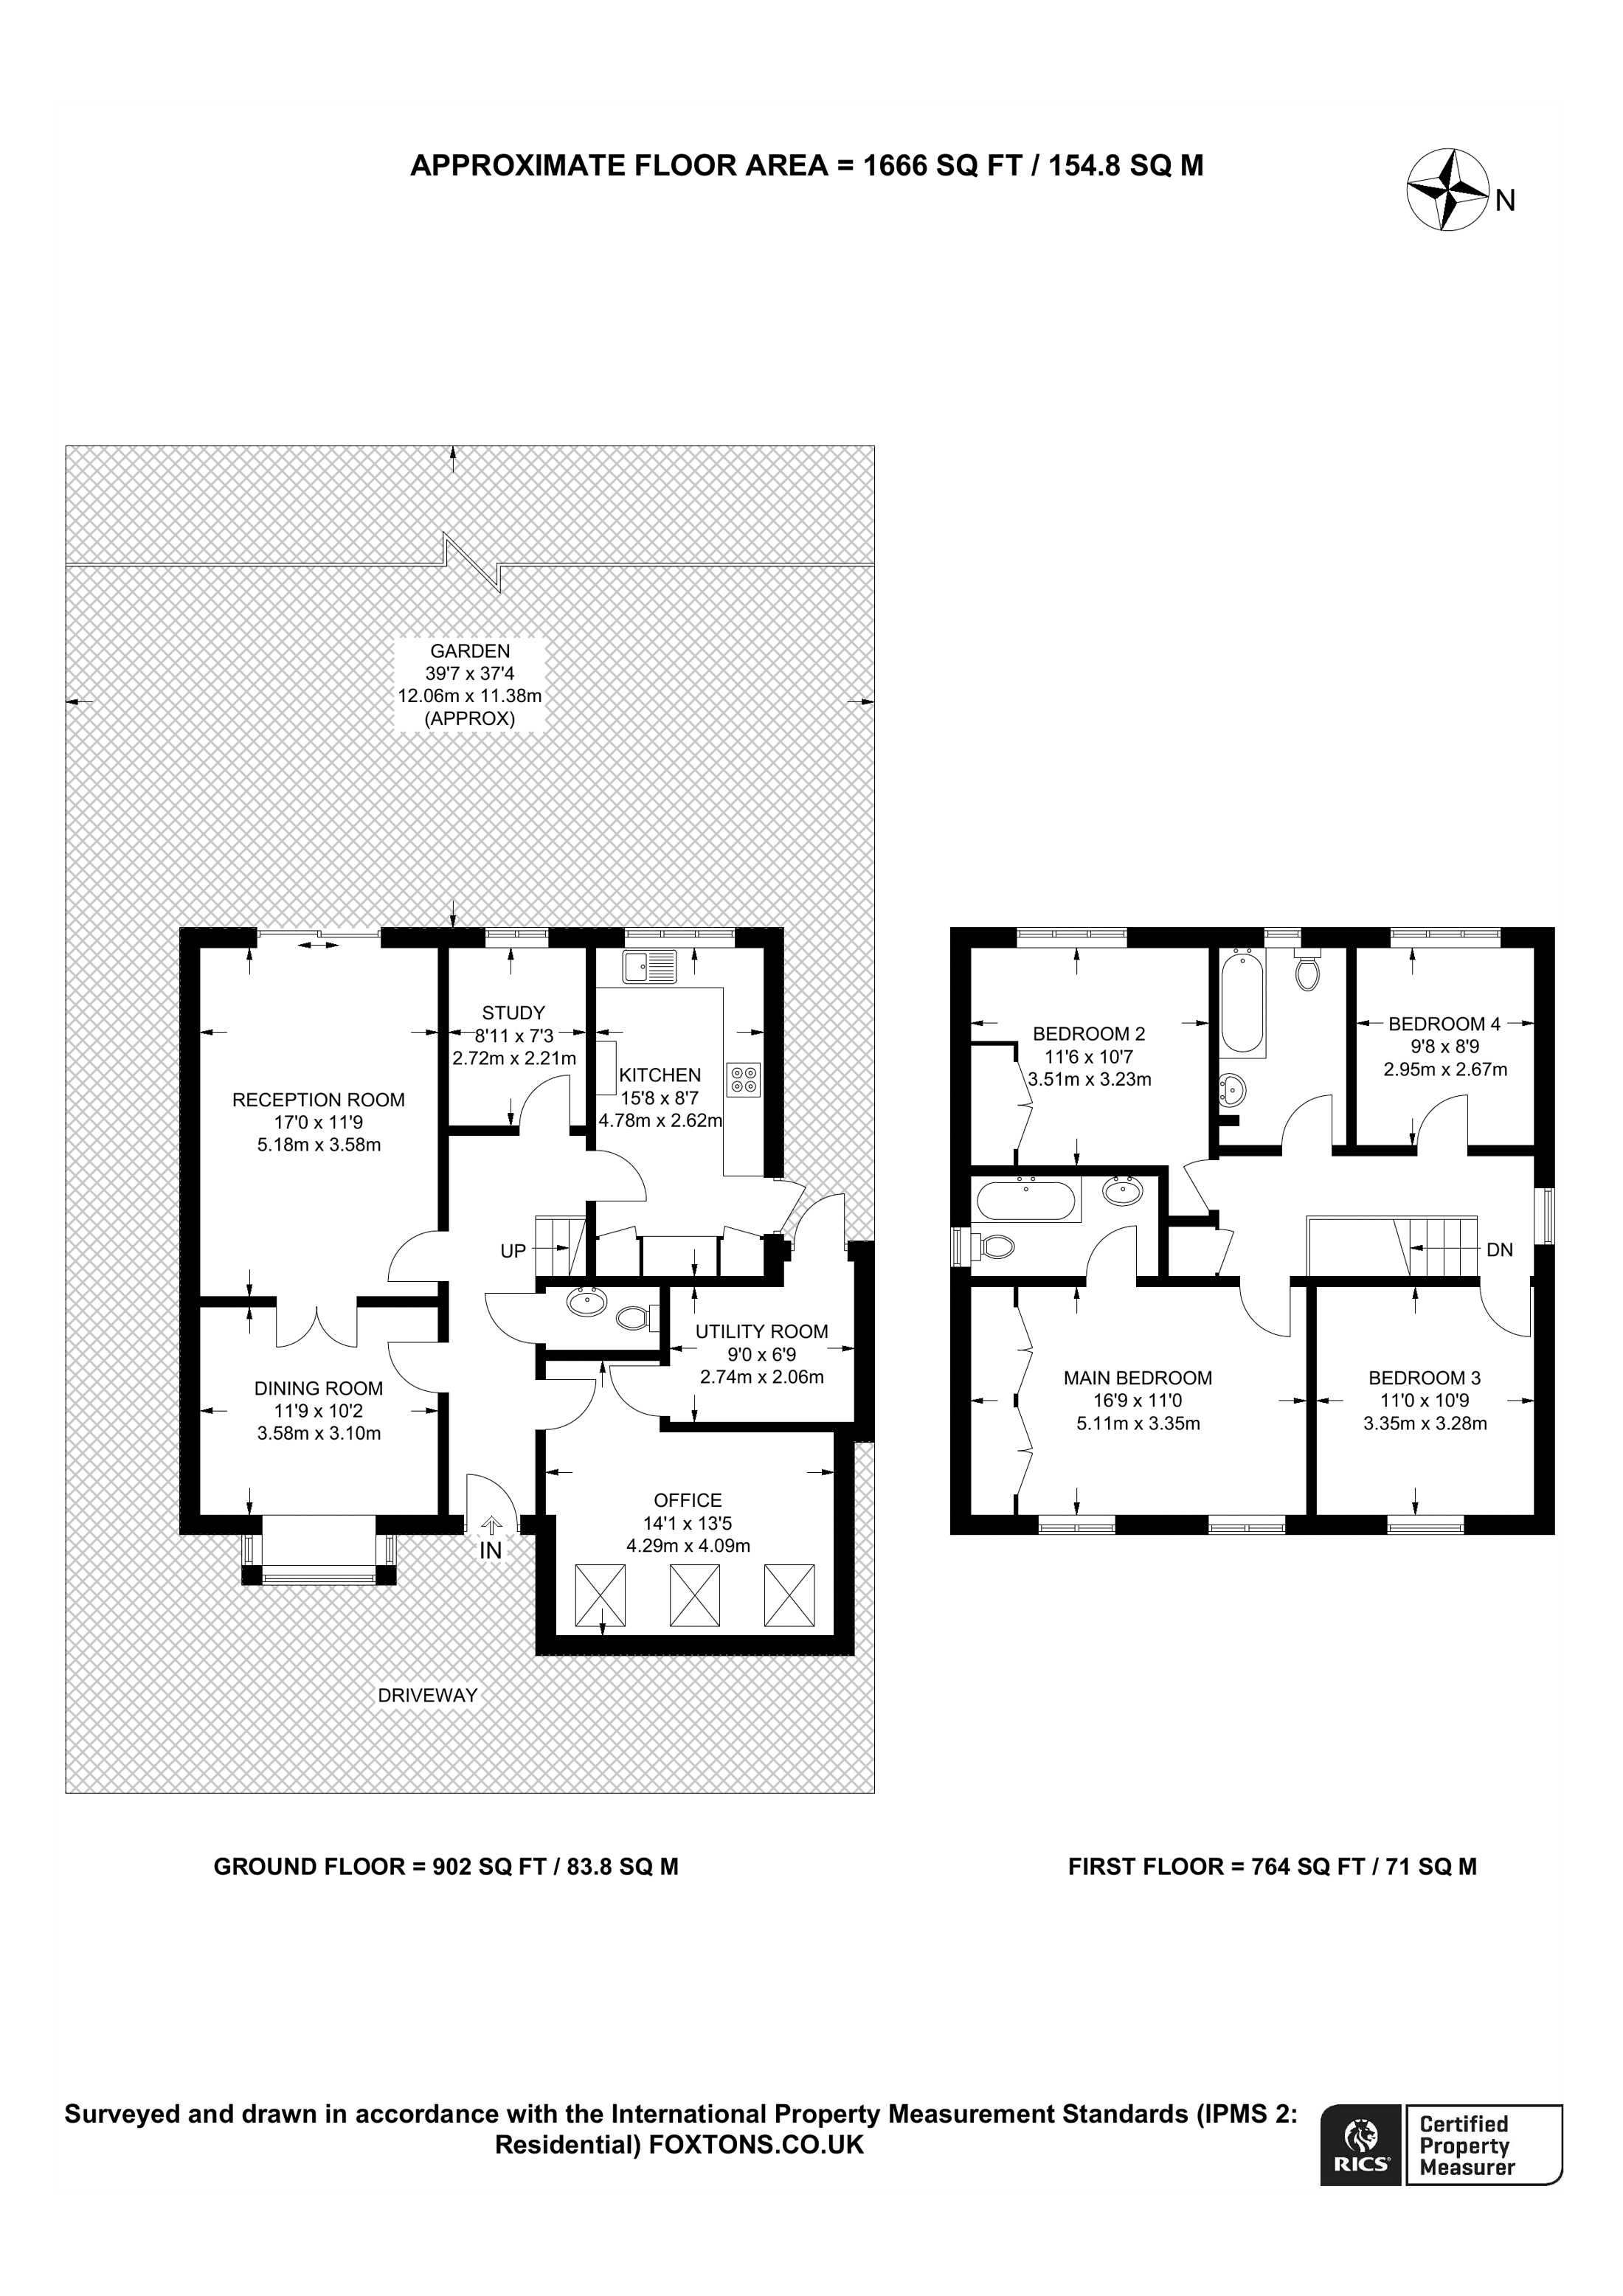 APPROXIMATE FLOOR AREA = 1666 SQ FT / 154.8 SQ M
N
GARDEN
39'7 x 37'4
12.06m x 11.38m
(APPROX)
RECEPTION ROOM
17'0 x 11'9
5.18m x 3.58m
STUDY
8'11 x 7'3
2.72m x 2.21m
KITCHEN
15'8 x 8'7
4.78m x 2.62m
UP
DINING ROOM
11'9 x 10'2
3.58m x 3.10m
UTILITY ROOM
9'0 x 6'9
2.74m x 2.06m
OFFICE
14'1 x 13'5
4.29m x 4.09m
IN
DRIVEWAY
BEDROOM 2
11'6 x 10'7
3.51m x 3.23m
BEDROOM 4
9'8 x 8'9
2.95m x 2.67m
DN
MAIN BEDROOM
16'9 x 11'0
5.11m x 3.35m
BEDROOM 3
11'0 x 10'9
3.35m x 3.28m
GROUND FLOOR = 902 SQ FT / 83.8 SQ M
FIRST FLOOR = 764 SQ FT / 71 SQ M
Surveyed and drawn in accordance with the International Property Measurement Standards (IPMS 2:
Residential) FOXTONS.CO.UK
RICS
Certified
Property
Measurer